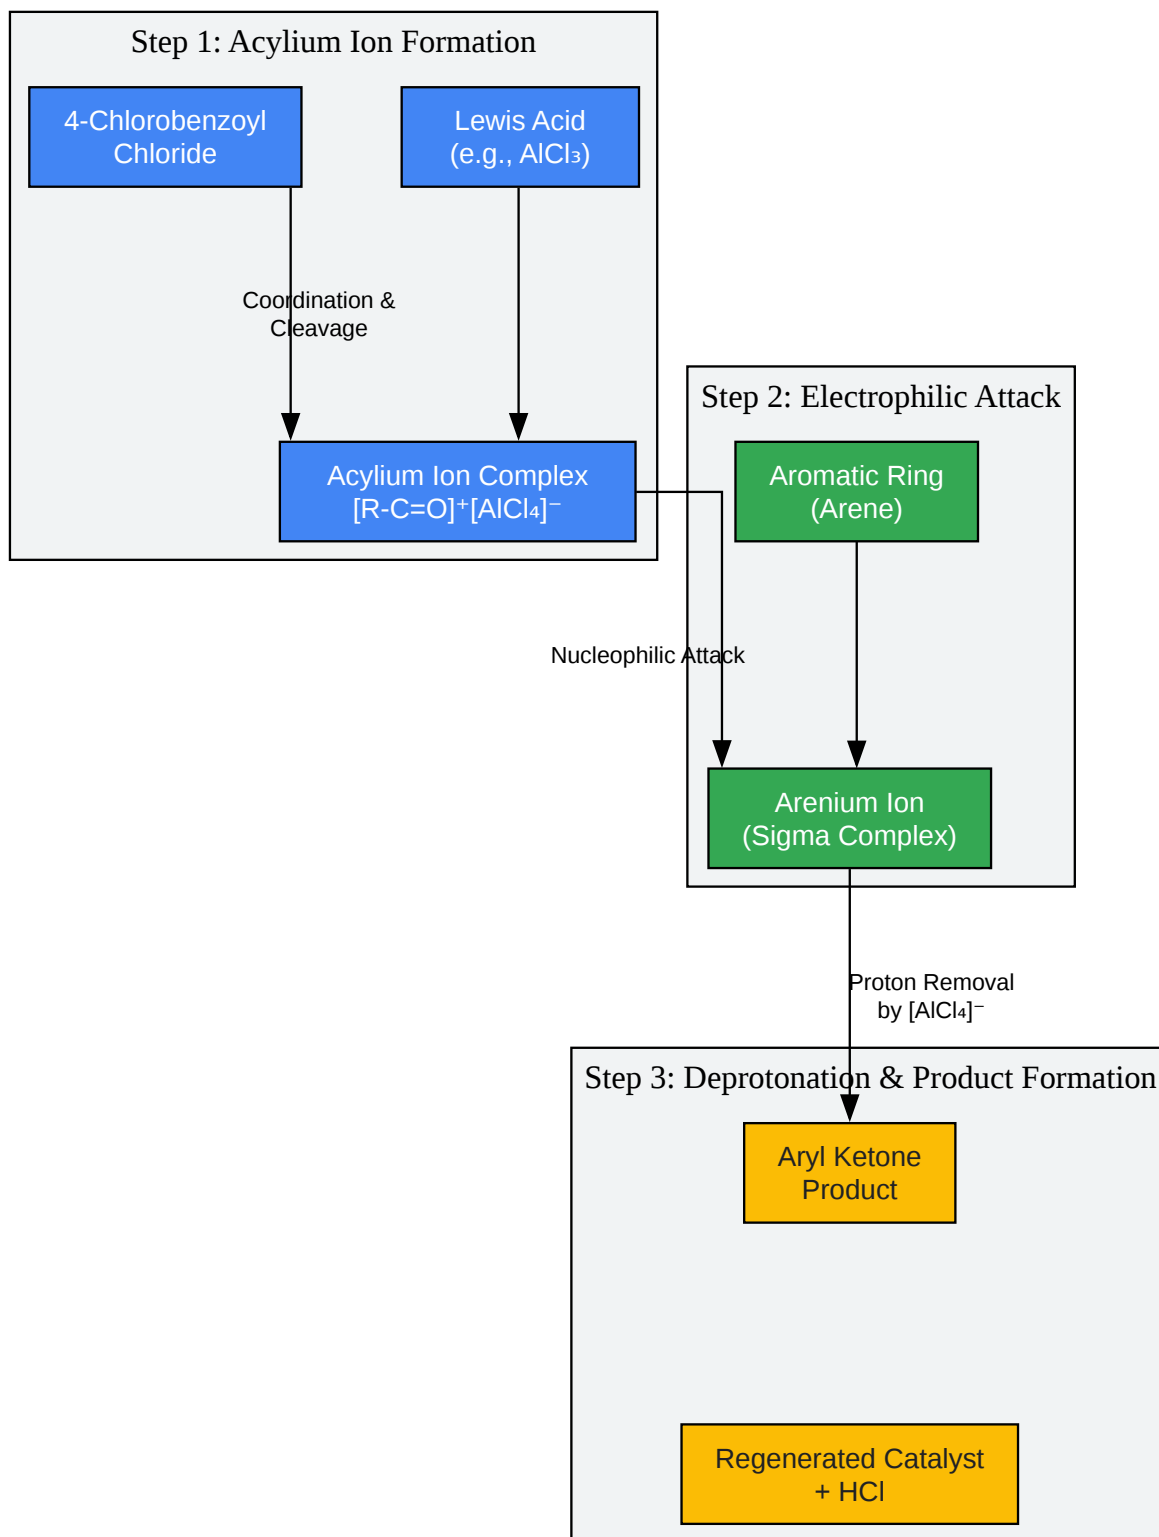 Step 1: Acylium Ion Formation
4-Chlorobenzoyl
Chloride
Lewis Acid
(e.g., AlCl₃)
Coordination &
Cleavage
Acylium Ion Complex
[R-C=O]⁺[AlCl₄]⁻
Step 2: Electrophilic Attack
Aromatic Ring
(Arene)
Nucleophilic Attack
Arenium Ion
(Sigma Complex)
Proton Removal
by [AlCl₄]⁻
Step 3: Deprotonation & Product Formation
Aryl Ketone
Product
Regenerated Catalyst
+ HCl